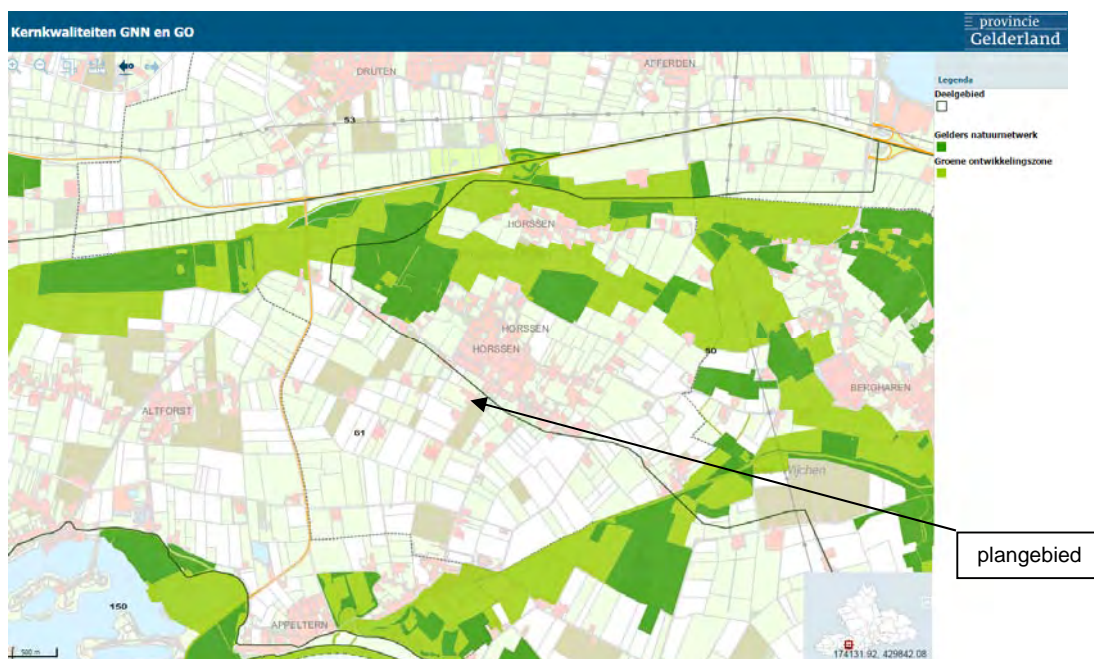 Kernkwaliteiten GNN en GO
provincie
Gelderland
DRUTEN
AFFERDEN
Legenda
Deelgebied
Gelders natuurnetwerk
Groene ontwikkelingszone
53
HORSSEN
HORSSEN
HORSSEN
50
BERGHAREN
ALTFORST
61
Wijchen
plangebied
150
APPELTERN
500 m
174131.92, 429842.08